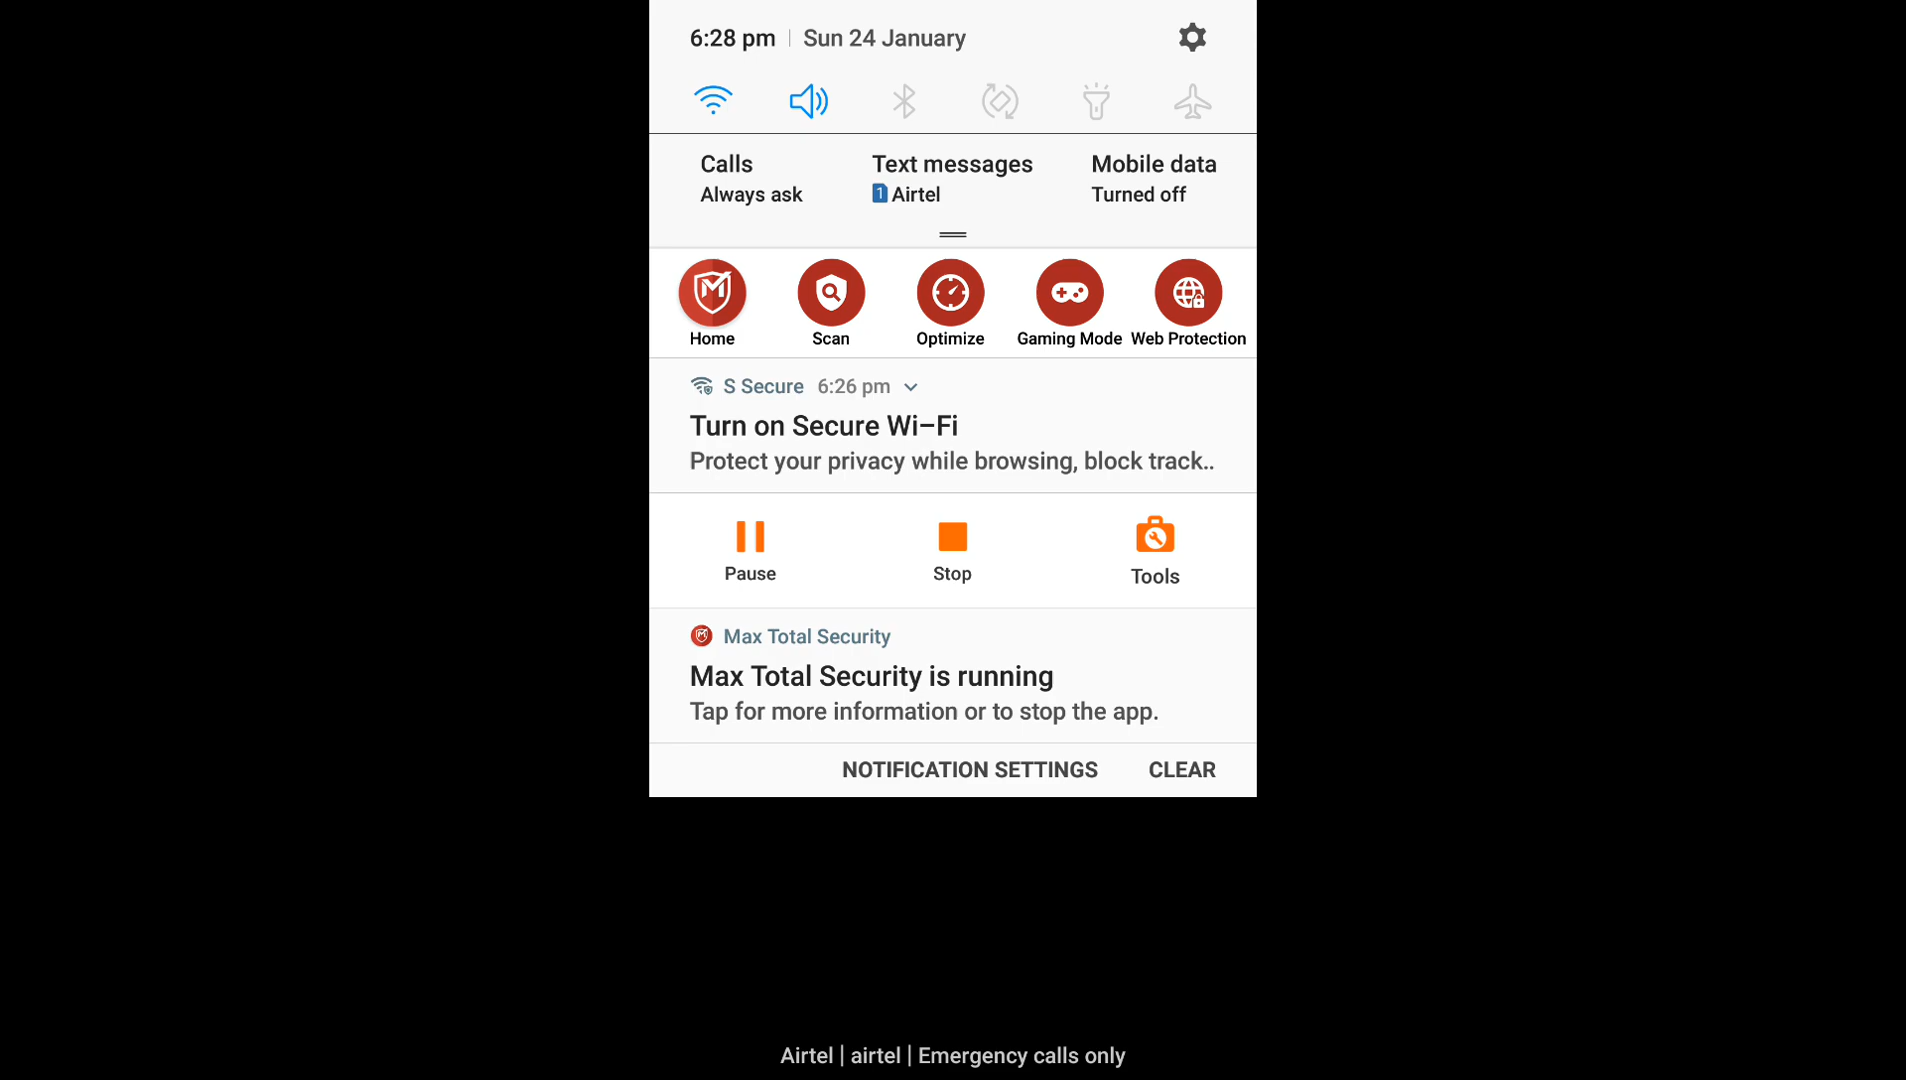 6:28 pm | Sun 24 January
Calls Text messages Mobile data
Always ask 1 Airtel Turned off
Home Scan Optimize Gaming Mode Web Protection
S Secure 6:26 pm
Turn on Secure Wi-Fi
Protect your privacy while browsing, block track..
Pause Stop Tools
Max Total Security
Max Total Security is running
Tap for more information or to stop the app.
NOTIFICATION SETTINGS CLEAR
Airtel | airtel | Emergency calls only